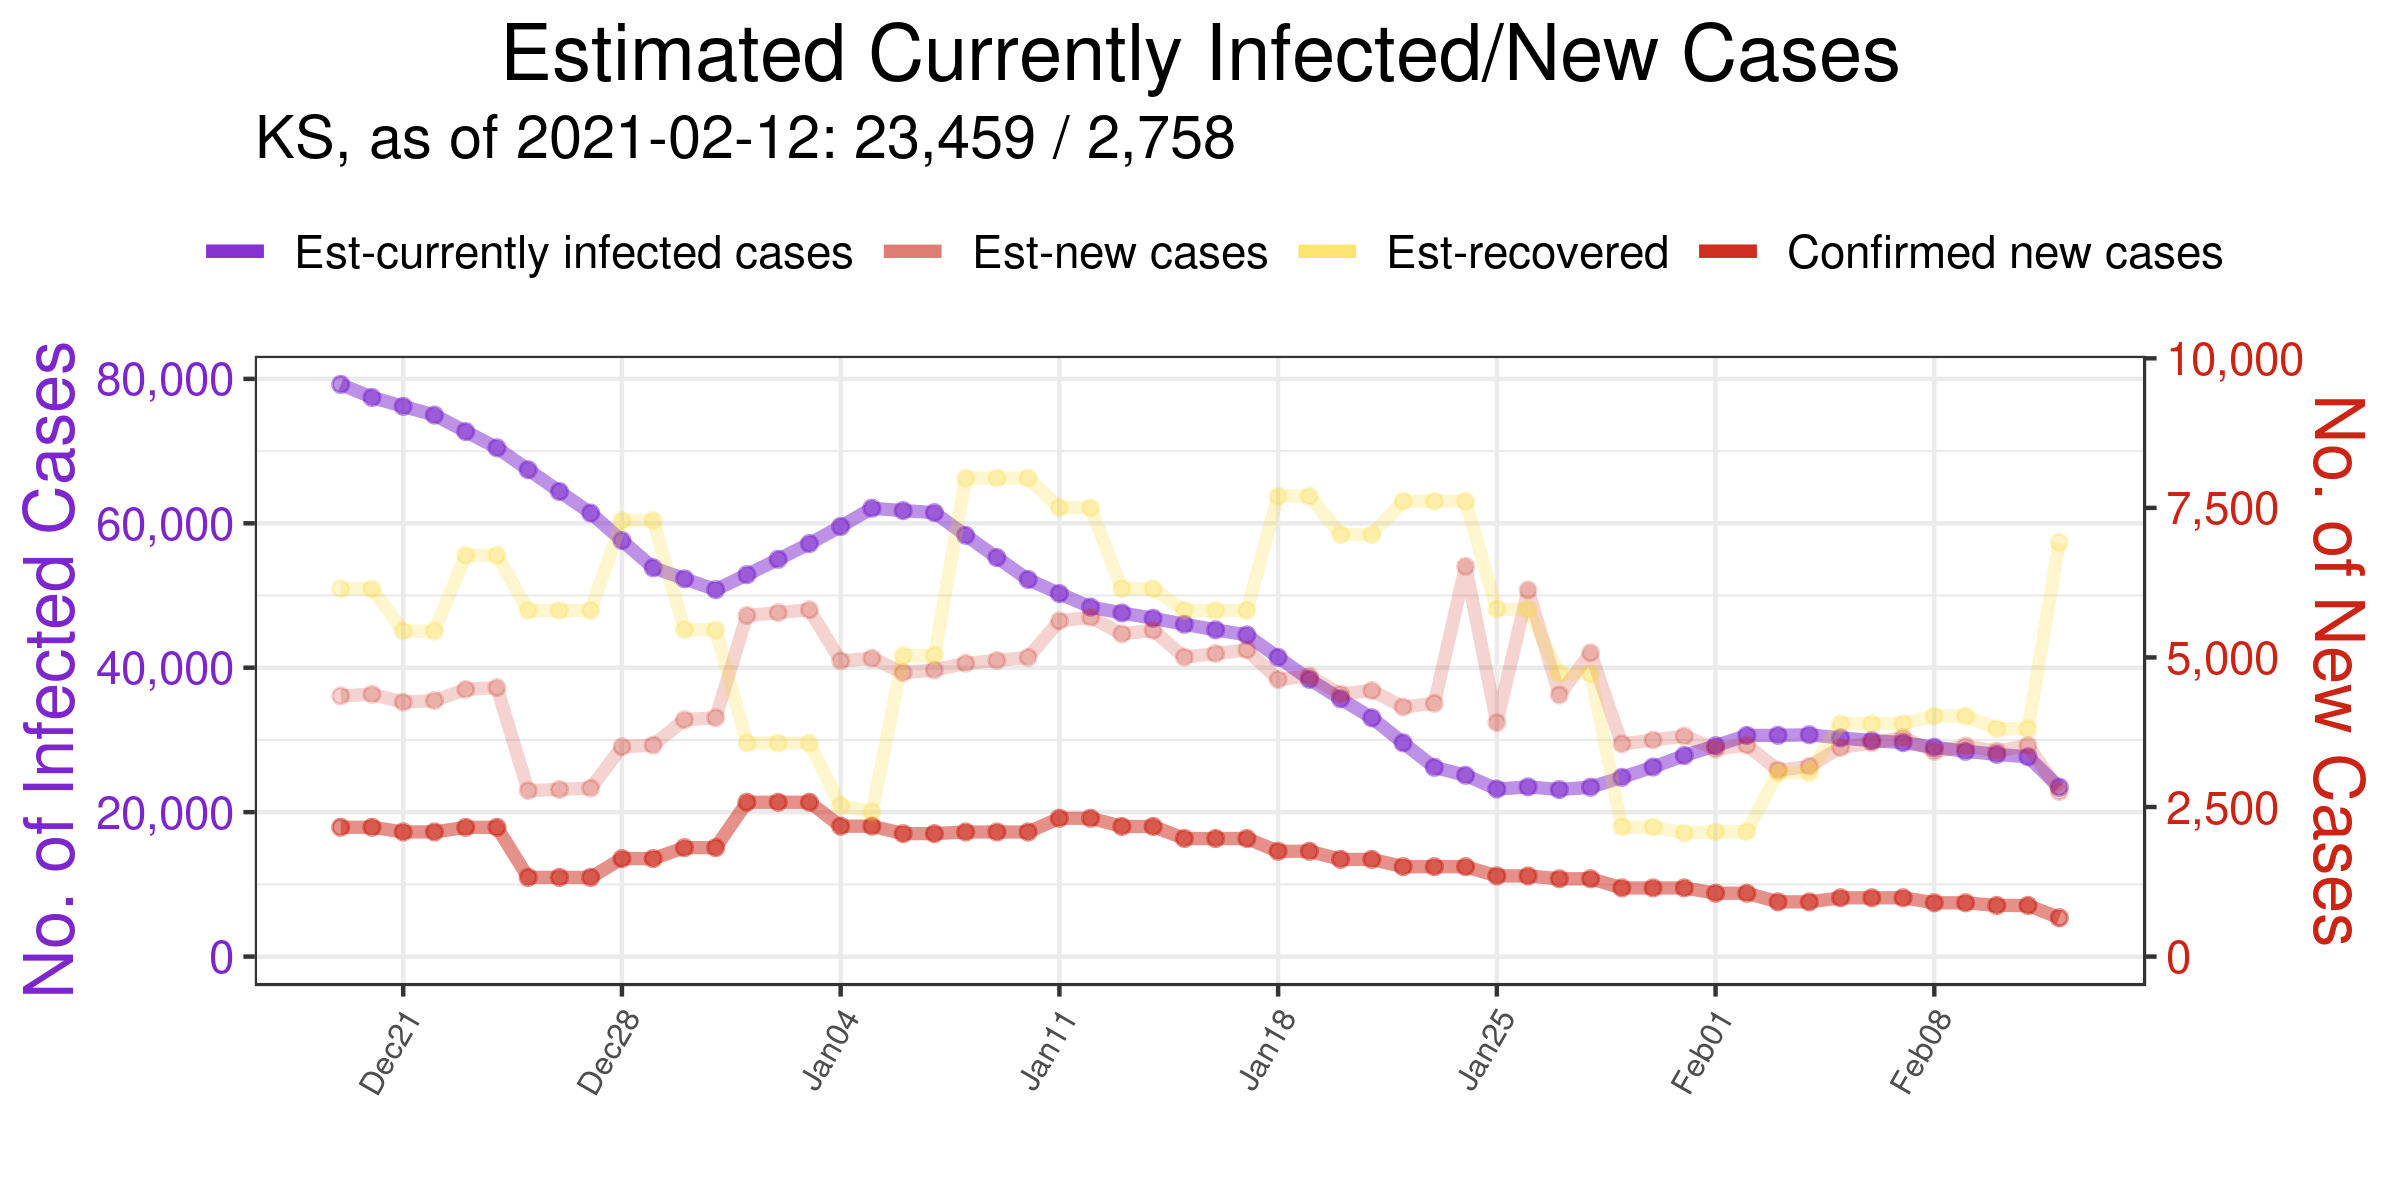 Estimated Currently Infected/New Cases
KS, as of 2021-02-12: 23,459 / 2,758
Est-currently infected cases Est-new cases Est-recovered Confirmed new cases
No. of Infected Cases
80,000
60,000
40,000
20,000
0
10,000
7,500
5,000
2,500
0
No. of New Cases
Dec21 Dec28 Jan04 Jan11 Jan18 Jan25 Feb01 Feb08